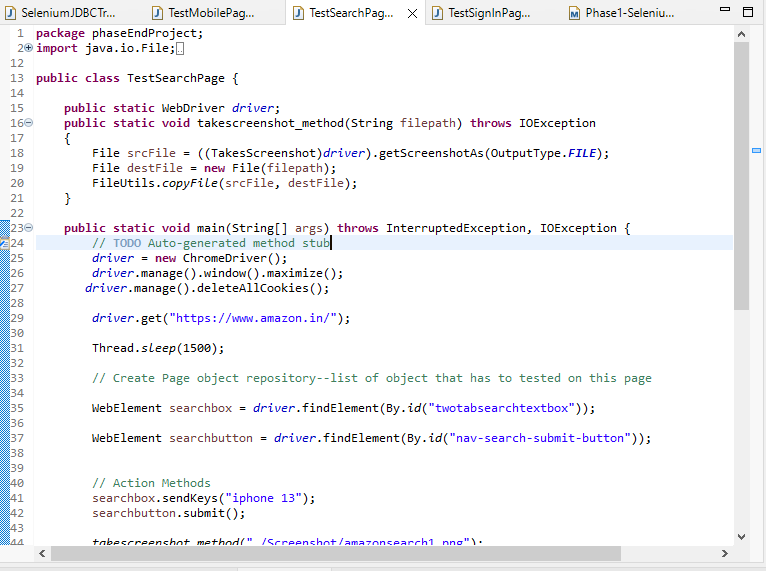 SeleniumJDBCTr... TestMobilePag... TestSearchPag... TestSignInPag... Phase1-Seleniu...
1 package phaseEndProject;
2 import java.io.File;
12
13 public class TestSearchPage {
14
15 public static WebDriver driver;
16 public static void takescreenshot_method(String filepath) throws IOException
17 {
18 File srcFile = ((TakesScreenshot)driver).getScreenshotAs(OutputType.FILE);
19 File destFile = new File(filepath);
20 FileUtils.copyFile(srcFile, destFile);
21 }
22
23 public static void main(String[] args) throws InterruptedException, IOException {
24 // TODO Auto-generated method stub
25 driver = new ChromeDriver();
26 driver.manage().window().maximize();
27 driver.manage().deleteAllCookies();
28
29 driver.get("https://www.amazon.in/");
30
31 Thread.sleep(1500);
32
33 // Create Page object repository--list of object that has to tested on this page
34
35 WebElement searchbox = driver.findElement(By.id("twotabsearchtextbox"));
36
37 WebElement searchbutton = driver.findElement(By.id("nav-search-submit-button"));
38
39
40 // Action Methods
41 searchbox.sendKeys("iphone 13");
42 searchbutton.submit();
43
44 takescreenshot_method("./Screenshot/amazonsearch1.png");